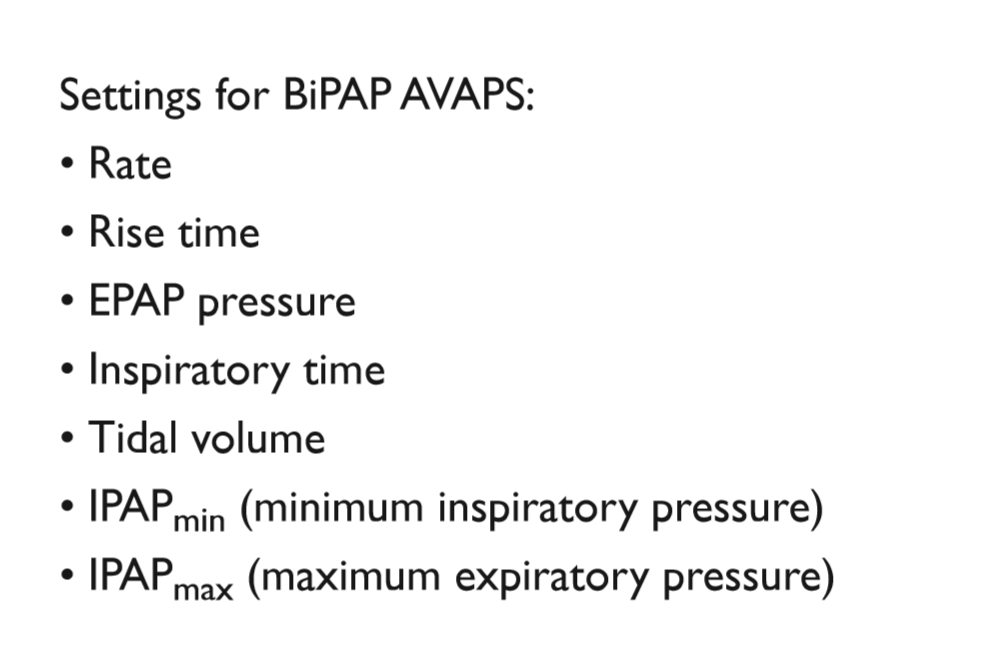 Settings for BiPAP AVAPS:
• Rate
• Rise time
• EPAP pressure
• Inspiratory time
• Tidal volume
• IPAPmin (minimum inspiratory pressure)
• IPAPmax (maximum expiratory pressure)